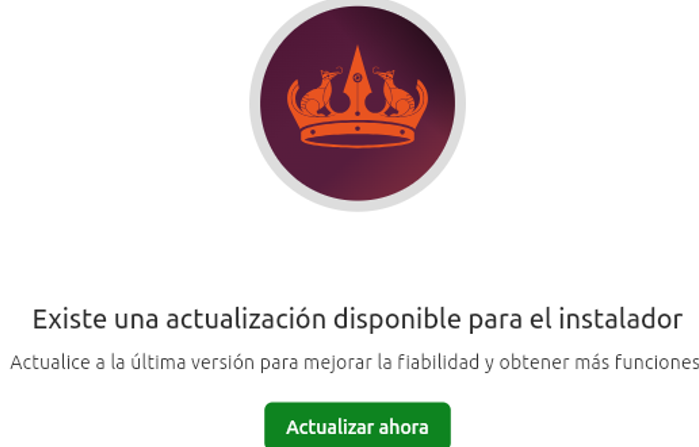 Existe una actualización disponible para el instalador
Actualice a la última versión para mejorar la fiabilidad y obtener más funciones
Actualizar ahora